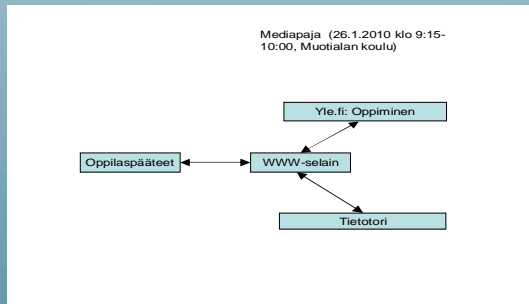 Mediapaja (26.1.2010 klo 9:15-
10:00, Muotialan koulu)
Yle.fi: Oppiminen
Oppilaspäätteet
WWW-selain
Tietotori